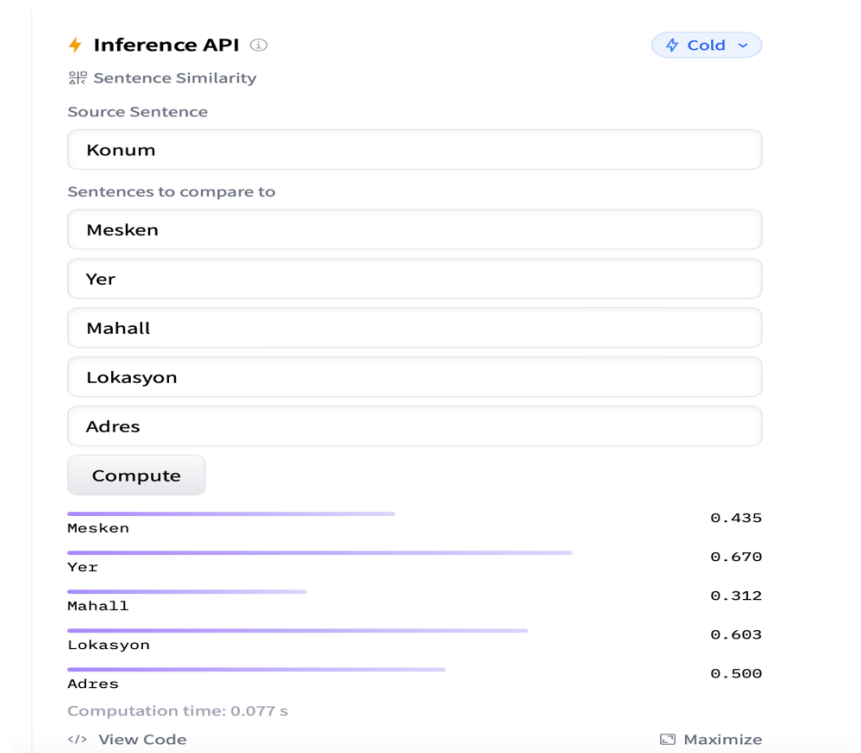 Inference API
Cold
Sentence Similarity
Source Sentence
Konum
Sentences to compare to
Mesken
Yer
Mahall
Lokasyon
Adres
Compute
Mesken 0.435
Yer 0.670
Mahall 0.312
Lokasyon 0.603
Adres 0.500
Computation time: 0.077 s
</> View Code
Maximize